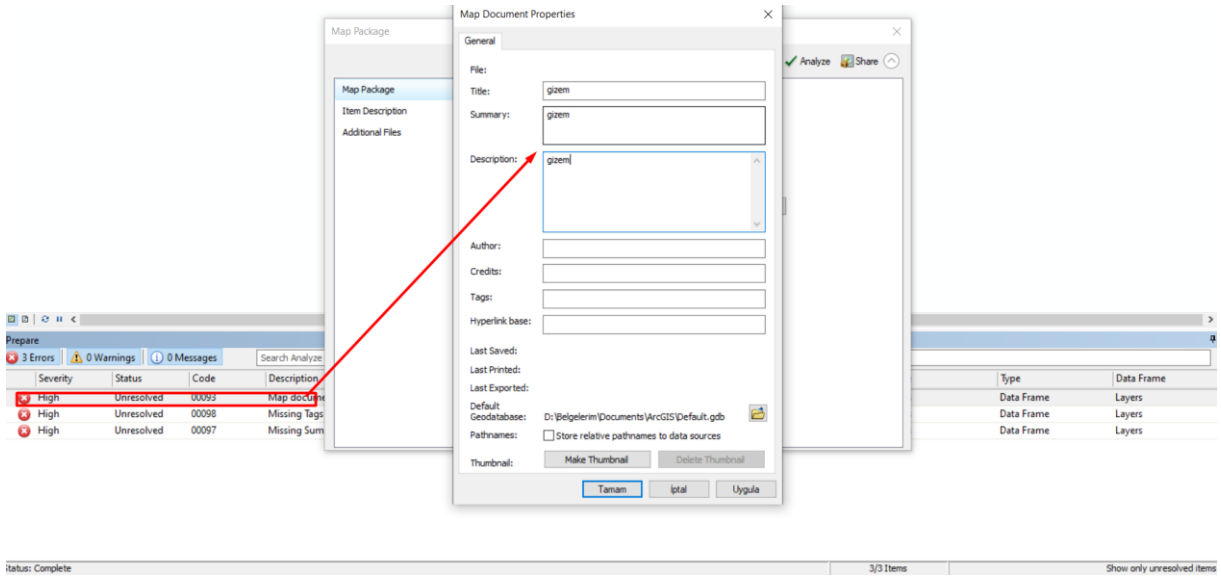 Map Document Properties
Map Package
General
Analyze Share
File:
Map Package
Title: gizem
Item Description
Summary: gizem
Additional Files
Description: gizem
Author:
Credits:
Tags:
Hyperlink base:
Prepare
3 Errors 0 Warnings 0 Messages Search Analyze
Last Saved:
Last Printed:
Last Exported:
Severity Status Code Description Type Data Frame
High Unresolved 00093 Map docume Data Frame Layers
High Unresolved 00098 Missing Tags Data Frame Layers
High Unresolved 00097 Missing Sum Data Frame Layers
Default
Geodatabase: D:\Belgelerim\Documents\ArcGIS\Default.gdb
Pathnames: Store relative pathnames to data sources
Thumbnail: Make Thumbnail Delete Thumbnail
Tamam İptal Uygula
Status: Complete 3/3 Items Show only unresolved items